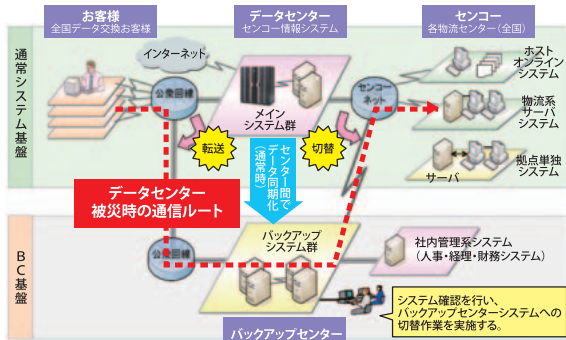 お客様
全国データ交換お客様
データセンター
センコー情報システム
センコー
各物流センター（全国）
通常システム基盤
インターネット
公衆回線
メイン
システム群
センコー
ネット
ホスト
オンライン
システム
物流系
サーバ
システム
拠点単独
システム
サーバ
転送
センター間で
データ同期化
（通常時）
切替
データセンター
被災時の通信ルート
BC基盤
公衆回線
バックアップ
システム群
社内管理系システム
（人事・経理・財務システム）
システム確認を行い、
バックアップセンターシステムへの
切替作業を実施する。
バックアップセンター